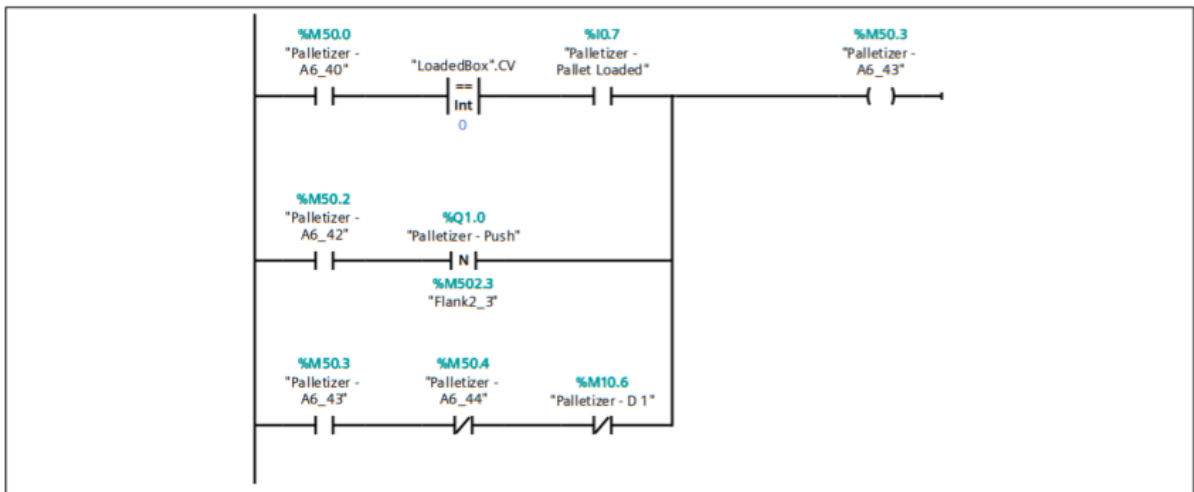 %M50.0
"Palletizer -
A6_40"
"LoadedBox".CV
==
Int
0
%I0.7
"Palletizer -
Pallet Loaded"
%M50.3
"Palletizer -
A6_43"
%M50.2
"Palletizer -
A6_42"
%Q1.0
"Palletizer - Push"
N
%M502.3
"Flank2_3"
%M50.3
"Palletizer -
A6_43"
%M50.4
"Palletizer -
A6_44"
%M10.6
"Palletizer - D 1"